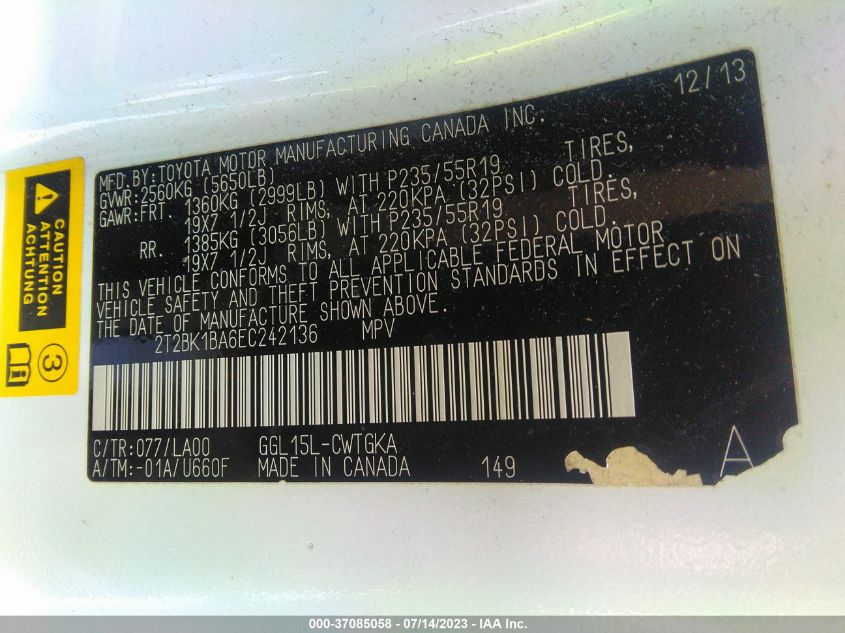 12/13
MFD.BY:TOYOTA MOTOR MANUFACTURING CANADA INC.
GVWR:2560KG (5650LB)
GAWR:FRT. 1360KG (2999LB) WITH P235/55R19 TIRES,
19X7 1/2J RIMS, AT 220KPA (32PSI) COLD.
RR. 1385KG (3056LB) WITH P235/55R19 TIRES,
19X7 1/2J RIMS, AT 220KPA (32PSI) COLD.
THIS VEHICLE CONFORMS TO ALL APPLICABLE FEDERAL MOTOR
VEHICLE SAFETY AND THEFT PREVENTION STANDARDS IN EFFECT ON
THE DATE OF MANUFACTURE SHOWN ABOVE.
2T2BK1BA6EC242136 MPV
C/TR:077/LA00 GGL15L-CWTGKA
A/TM:-01A/U660F MADE IN CANADA 149
A
CAUTION
ATTENTION
ACHTUNG
3
000-37085058 - 07/14/2023 - IAA Inc.